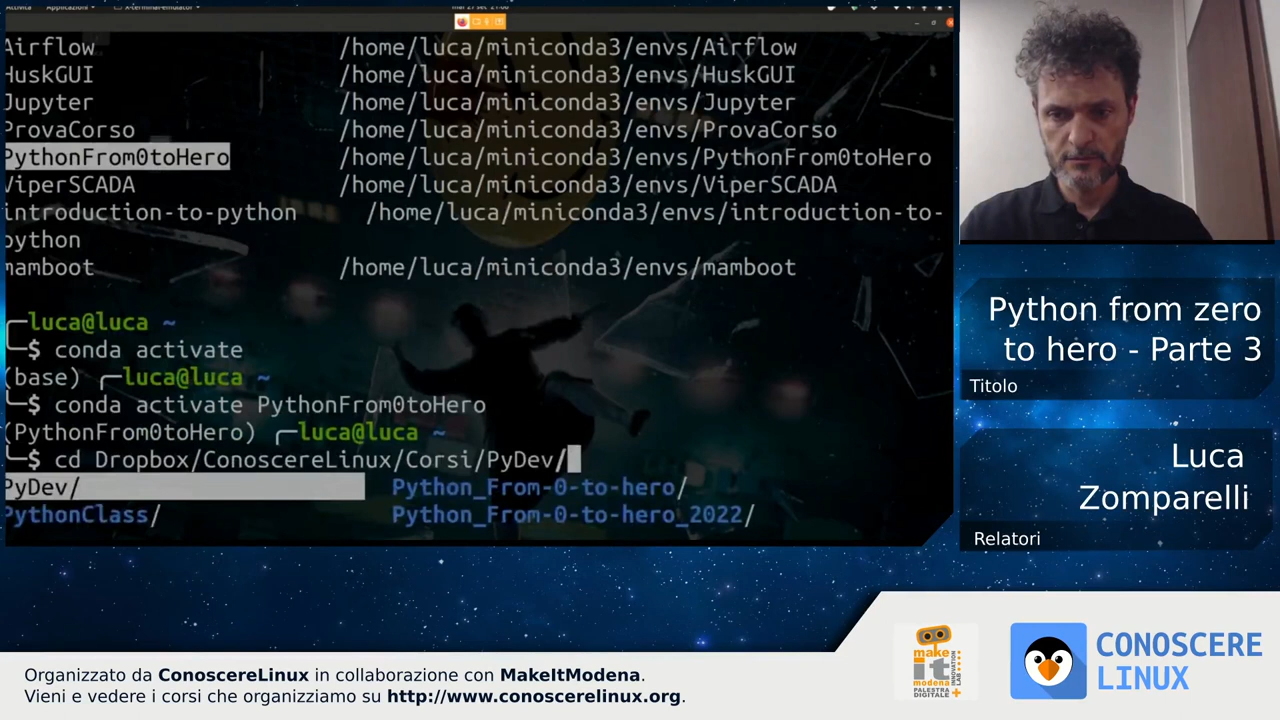 Airflow /home/luca/miniconda3/envs/Airflow
HuskGUI /home/luca/miniconda3/envs/HuskGUI
Jupyter /home/luca/miniconda3/envs/Jupyter
ProvaCorso /home/luca/miniconda3/envs/ProvaCorso
PythonFrom0toHero /home/luca/miniconda3/envs/PythonFrom0toHero
ViperSCADA /home/luca/miniconda3/envs/ViperSCADA
introduction-to-python /home/luca/miniconda3/envs/introduction-to-
python
mamboot /home/luca/miniconda3/envs/mamboot
┌─luca@luca ~
└─$ conda activate
(base) ┌─luca@luca ~
└─$ conda activate PythonFrom0toHero
(PythonFrom0toHero) ┌─luca@luca ~
└─$ cd Dropbox/ConoscereLinux/Corsi/PyDev/
PyDev/ Python_From-0-to-hero/
PythonClass/ Python_From-0-to-hero_2022/
Python from zero
to hero - Parte 3
Titolo
Luca
Zomparelli
Relatori
make
it
modena
PALESTRA
DIGITALE
INNOVATION
LAB
CONOSCERE
LINUX
Organizzato da ConoscereLinux in collaborazione con MakeItModena.
Vieni e vedere i corsi che organizziamo su http://www.conoscerelinux.org.